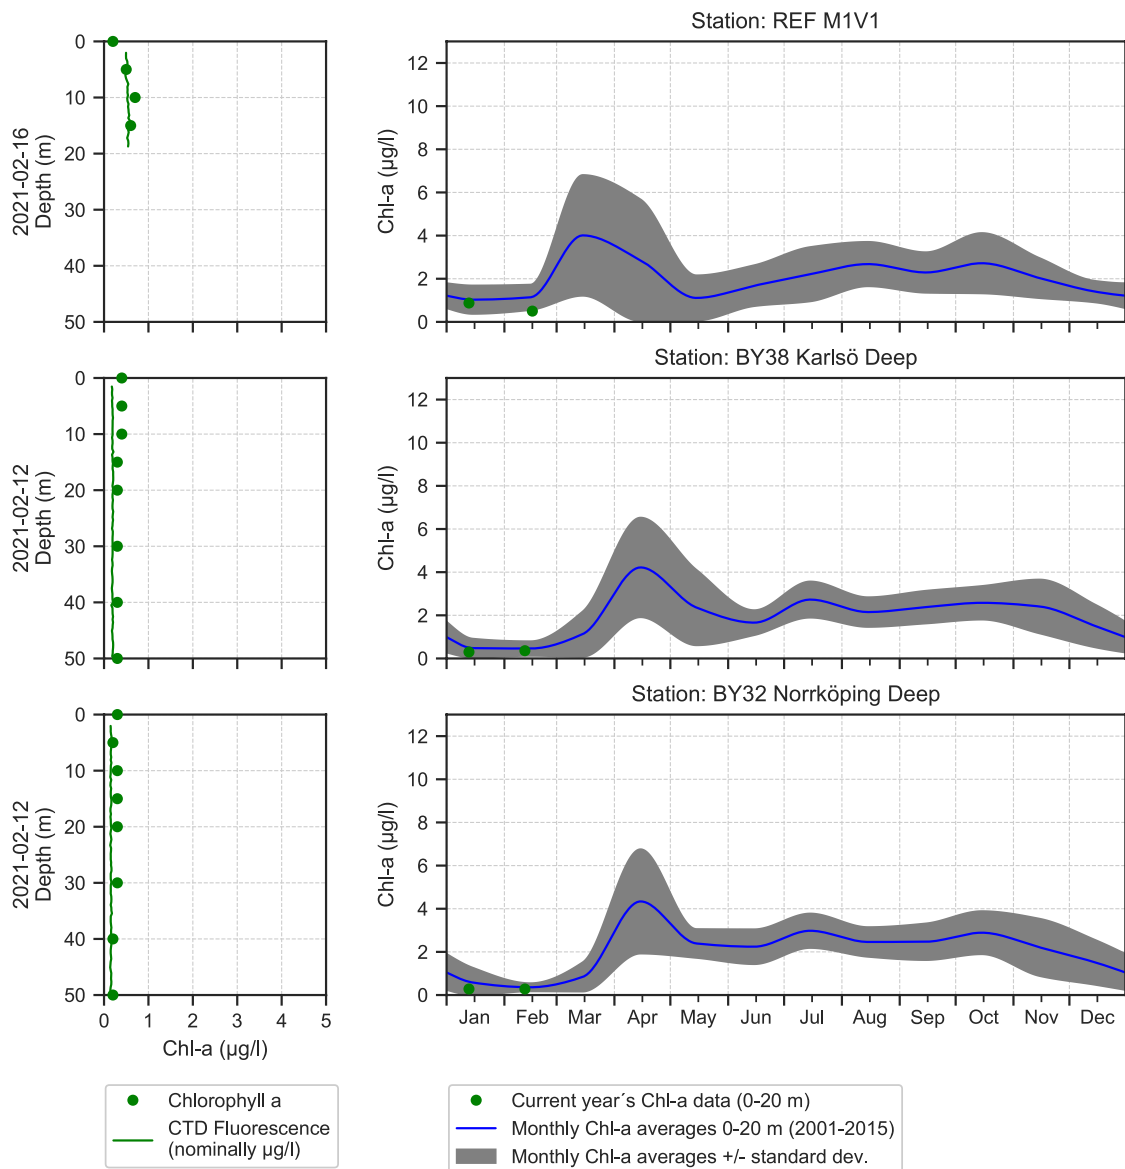 Station: REF M1V1
0
10
20
30
40
50
2021-02-16
Depth (m)
12
10
8
6
4
2
0
Chl-a (µg/l)
Station: BY38 Karlsö Deep
0
10
20
30
40
50
2021-02-12
Depth (m)
12
10
8
6
4
2
0
Chl-a (µg/l)
Station: BY32 Norrköping Deep
0
10
20
30
40
50
2021-02-12
Depth (m)
12
10
8
6
4
2
0
Chl-a (µg/l)
0 1 2 3 4 5
Chl-a (µg/l)
Jan Feb Mar Apr May Jun Jul Aug Sep Oct Nov Dec
Chlorophyll a
CTD Fluorescence
(nominally µg/l)
Current year´s Chl-a data (0-20 m)
Monthly Chl-a averages 0-20 m (2001-2015)
Monthly Chl-a averages +/- standard dev.